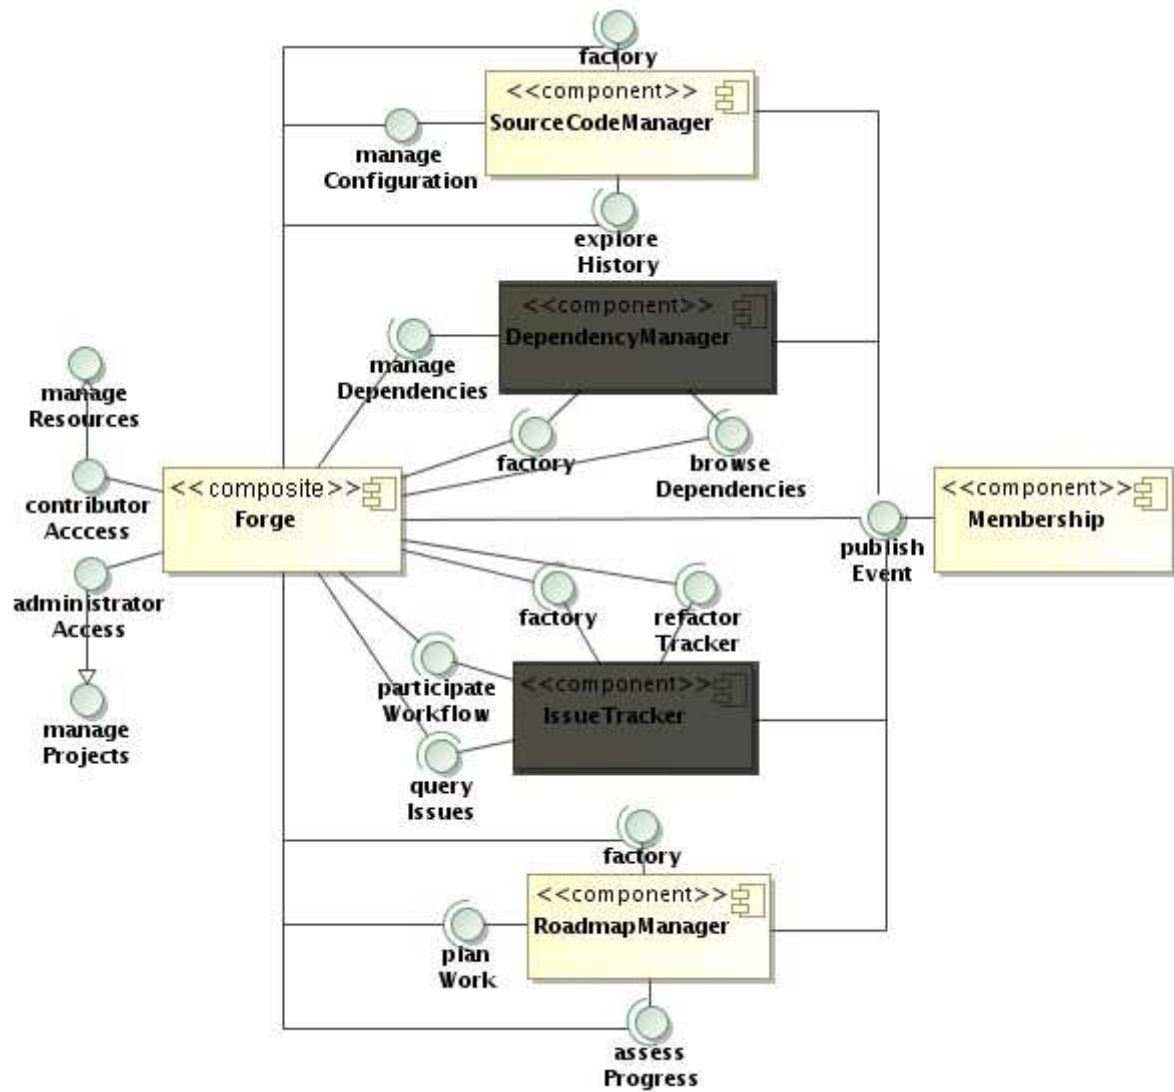 factory
<<component>>
SourceCodeManager
manage
Configuration
explore
History
<<component>>
DependencyManager
manage
Dependencies
manage
Resources
factory
browse
Dependencies
contributor
Acccess
<<composite>>
Forge
<<component>>
Membership
publish
Event
administrator
Access
factory
refactor
Tracker
participate
Workflow
<<component>>
IssueTracker
manage
Projects
query
Issues
factory
<<component>>
RoadmapManager
plan
Work
assess
Progress